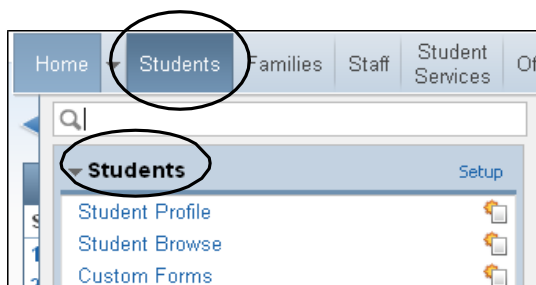 Home Students Families Staff Student Services
Students Setup
Student Profile
Student Browse
Custom Forms